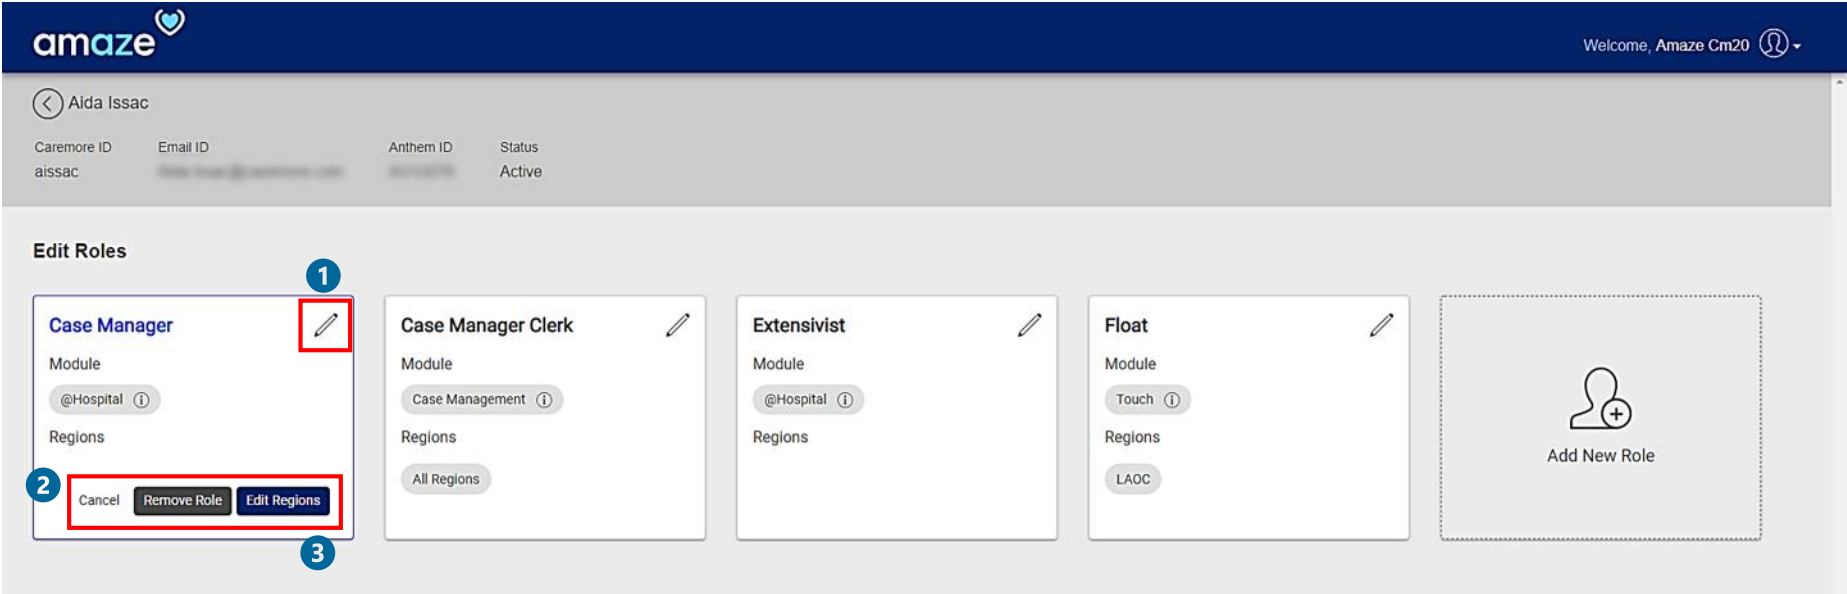 amaze
Welcome, Amaze Cm20
Aida Issac
Caremore ID Email ID Anthem ID Status
aissac Active
Edit Roles
1
Case Manager
Module
@Hospital
Regions
2
Cancel Remove Role Edit Regions
3
Case Manager Clerk
Module
Case Management
Regions
All Regions
Extensivist
Module
@Hospital
Regions
Float
Module
Touch
Regions
LAOC
Add New Role